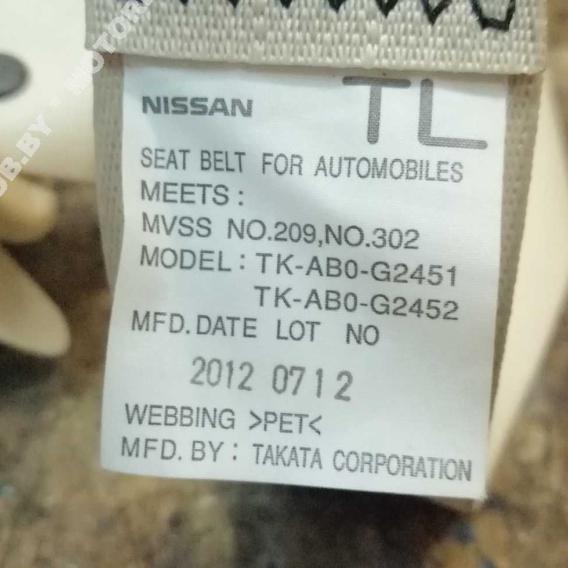 NISSAN TL
SEAT BELT FOR AUTOMOBILES
MEETS:
MVSS NO.209,NO.302
MODEL: TK-AB0-G2451
TK-AB0-G2452
MFD.DATE LOT NO
2012 0712
WEBBING >PET<
MFD. BY: TAKATA CORPORATION